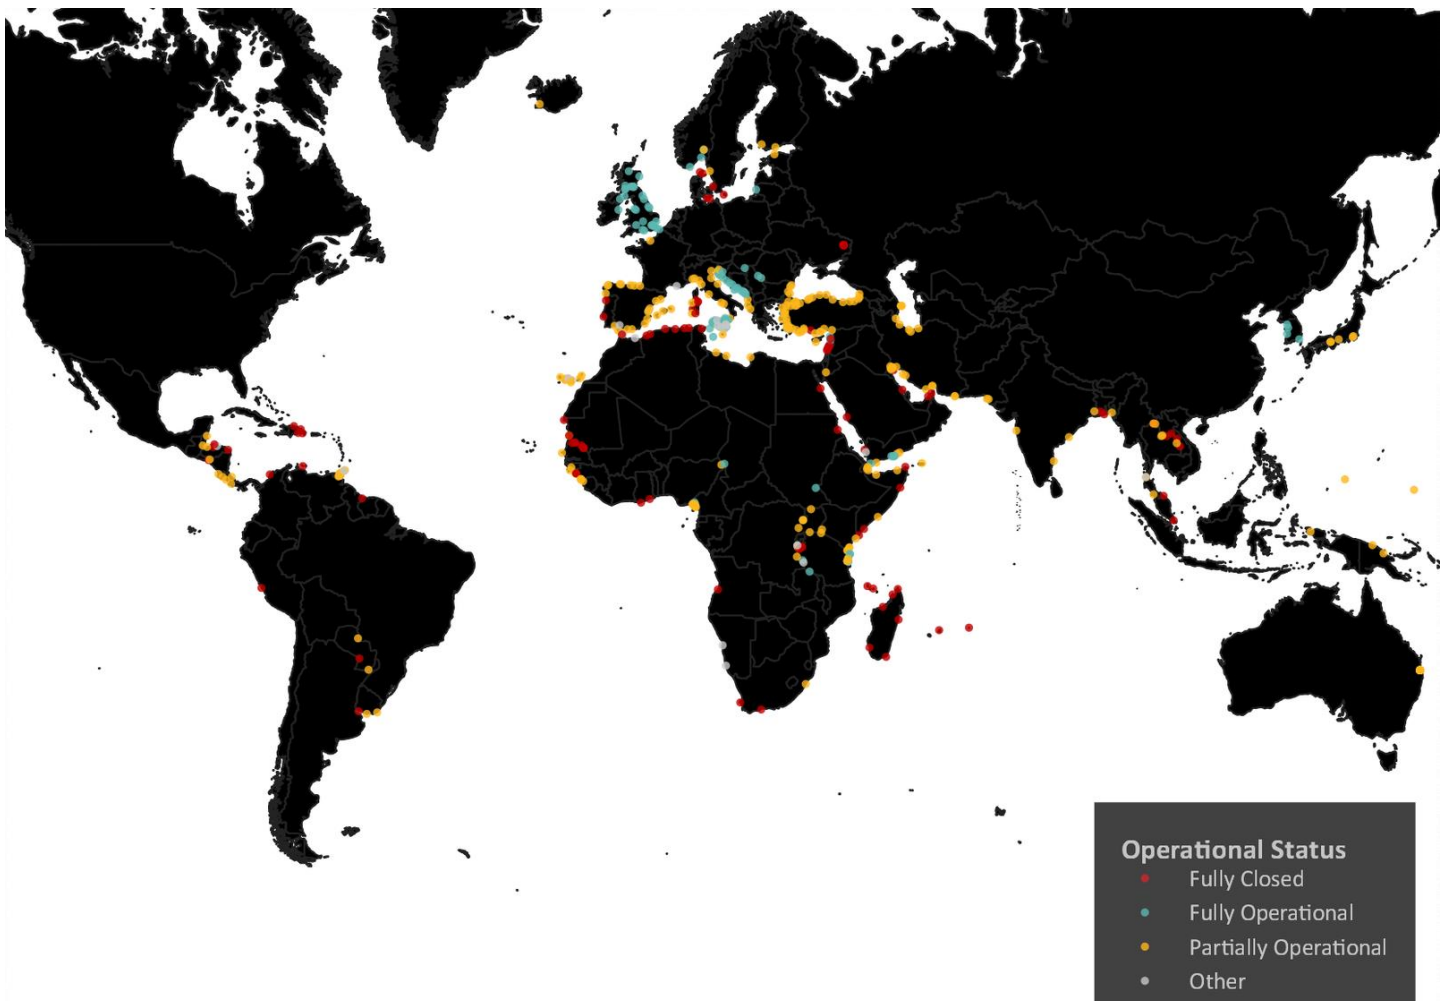 Operational Status
Fully Closed
Fully Operational
Partially Operational
Other